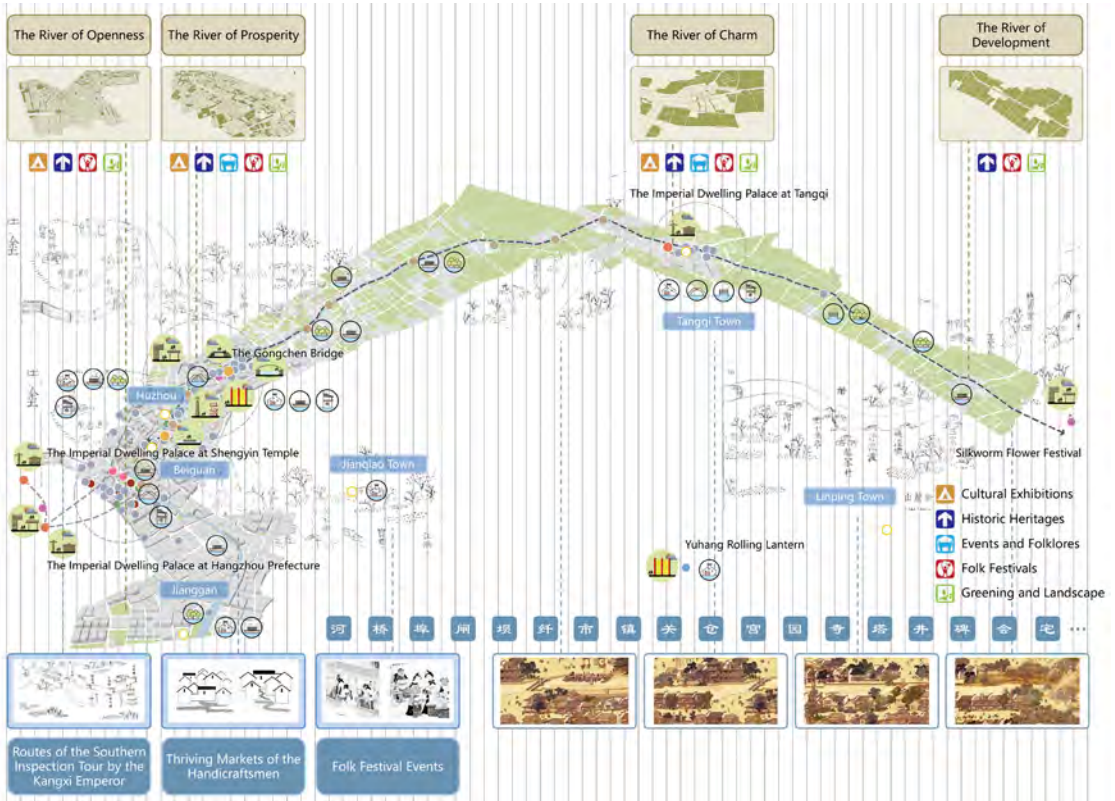 The River of Openness
The River of Prosperity
The River of Charm
The River of
Development
The Imperial Dwelling Palace at Tangqi
Tangqi Town
The Gongchen Bridge
Huzhou
The Imperial Dwelling Palace at Shengyin Temple
Beiguan
Jianqiao Town
Linping Town
Silkworm Flower Festival
Cultural Exhibitions
Historic Heritages
Events and Folklores
Folk Festivals
Greening and Landscape
Yuhang Rolling Lantern
The Imperial Dwelling Palace at Hangzhou Prefecture
Jianggan
河 桥 埠 闸 坝 纤 市 镇 关 仓 宫 园 寺 塔 井 碑 会 宅 ...
Routes of the Southern
Inspection Tour by the
Kangxi Emperor
Thriving Markets of the
Handicraftsmen
Folk Festival Events